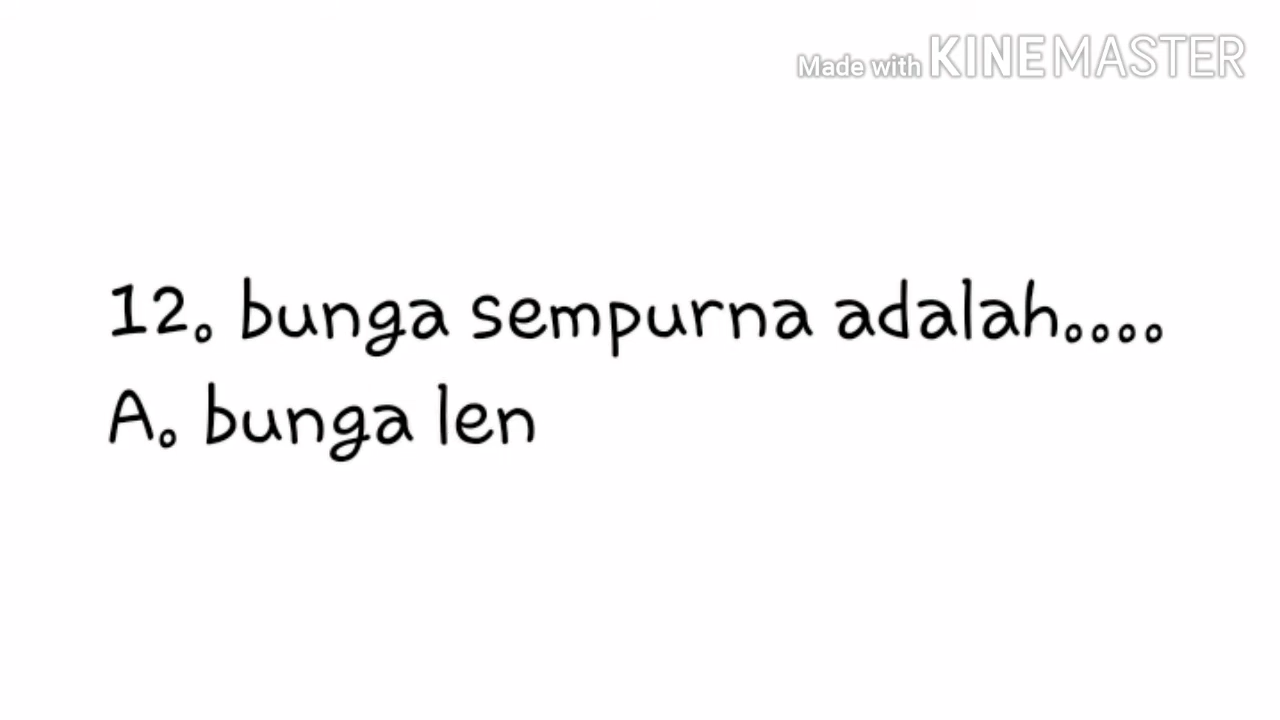 Made with KINEMASTER
12. bunga sempurna adalah....
A. bunga len